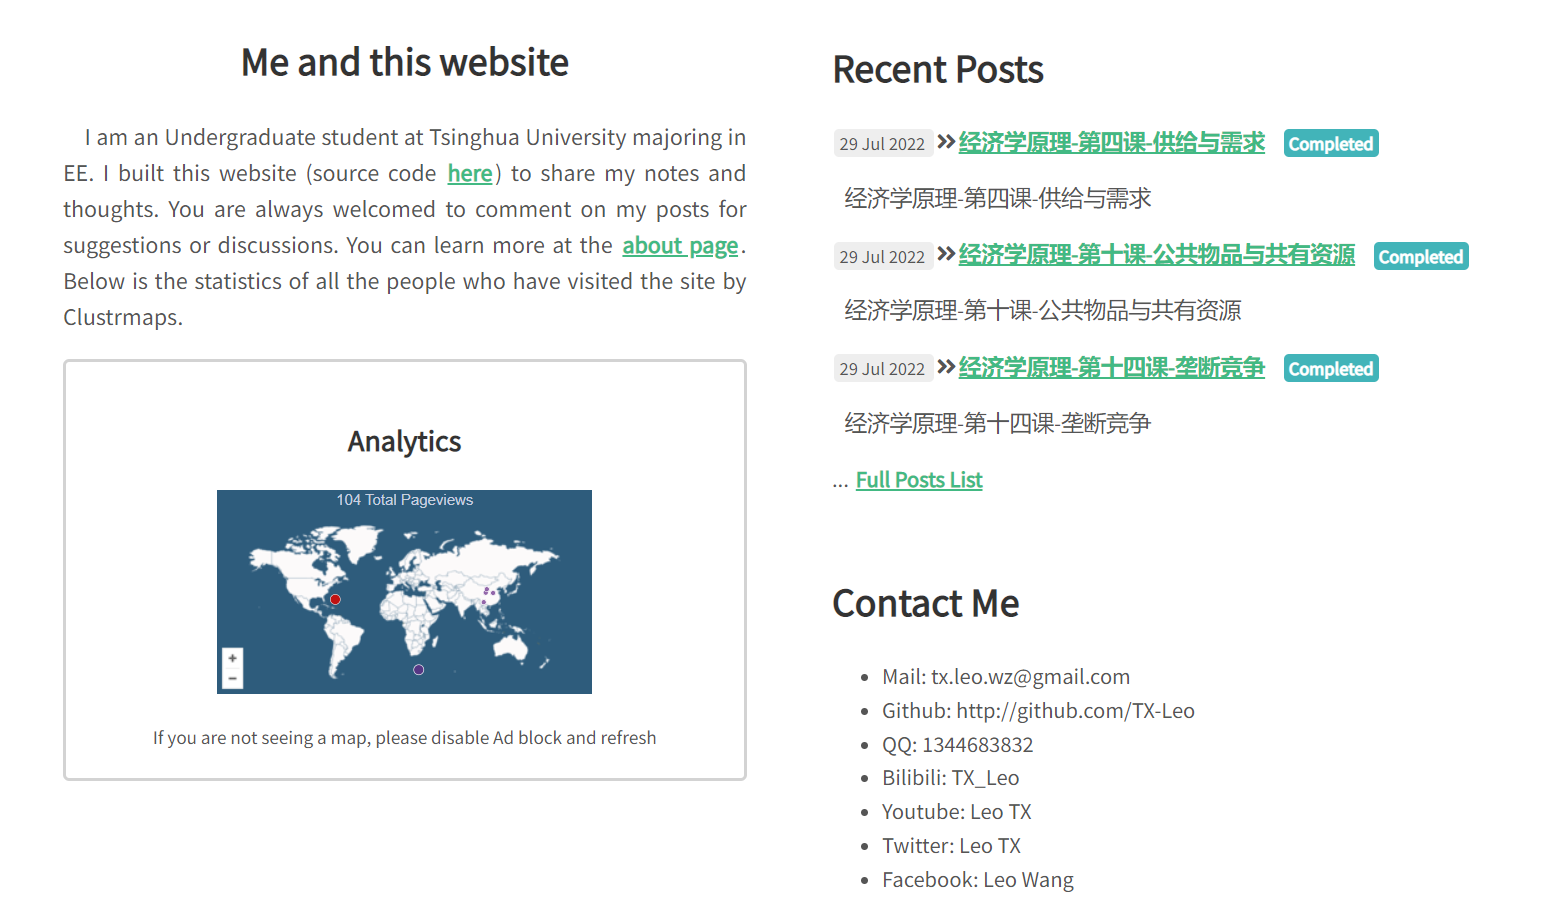 Me and this website
I am an Undergraduate student at Tsinghua University majoring in
EE. I built this website (source code here) to share my notes and
thoughts. You are always welcomed to comment on my posts for
suggestions or discussions. You can learn more at the about page.
Below is the statistics of all the people who have visited the site by
Clustrmaps.
Analytics
104 Total Pageviews
+
−
If you are not seeing a map, please disable Ad block and refresh
Recent Posts
29 Jul 2022 » 经济学原理-第四课-供给与需求 Completed
经济学原理-第四课-供给与需求
29 Jul 2022 » 经济学原理-第十课-公共物品与共有资源 Completed
经济学原理-第十课-公共物品与共有资源
29 Jul 2022 » 经济学原理-第十四课-垄断竞争 Completed
经济学原理-第十四课-垄断竞争
... Full Posts List
Contact Me
• Mail: tx.leo.wz@gmail.com
• Github: http://github.com/TX-Leo
• QQ: 1344683832
• Bilibili: TX_Leo
• Youtube: Leo TX
• Twitter: Leo TX
• Facebook: Leo Wang